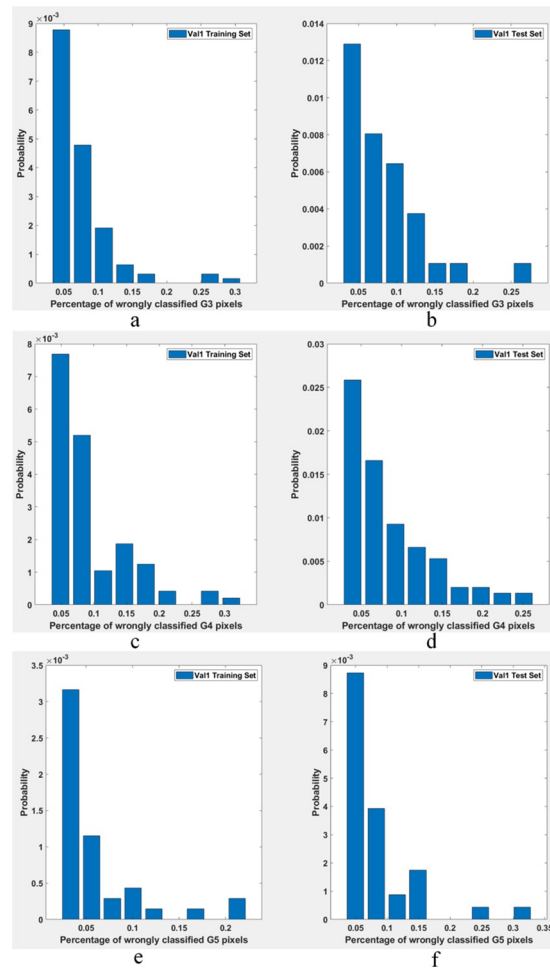 ×10⁻³
9
8
7
6
5
4
3
2
1
0
Probability
Val1 Training Set
0.05 0.1 0.15 0.2 0.25 0.3
Percentage of wrongly classified G3 pixels
a
0.014
0.012
0.01
0.008
0.006
0.004
0.002
0
Probability
Val1 Test Set
0.05 0.1 0.15 0.2 0.25
Percentage of wrongly classified G3 pixels
b
×10⁻³
8
7
6
5
4
3
2
1
0
Probability
Val1 Training Set
0.05 0.1 0.15 0.2 0.25 0.3
Percentage of wrongly classified G4 pixels
c
0.03
0.025
0.02
0.015
0.01
0.005
0
Probability
Val1 Test Set
0.05 0.1 0.15 0.2 0.25
Percentage of wrongly classified G4 pixels
d
×10⁻³
3.5
3
2.5
2
1.5
1
0.5
0
Probability
Val1 Training Set
0.05 0.1 0.15 0.2
Percentage of wrongly classified G5 pixels
e
×10⁻³
9
8
7
6
5
4
3
2
1
0
Probability
Val1 Test Set
0.05 0.1 0.15 0.2 0.25 0.3 0.35
Percentage of wrongly classified G5 pixels
f